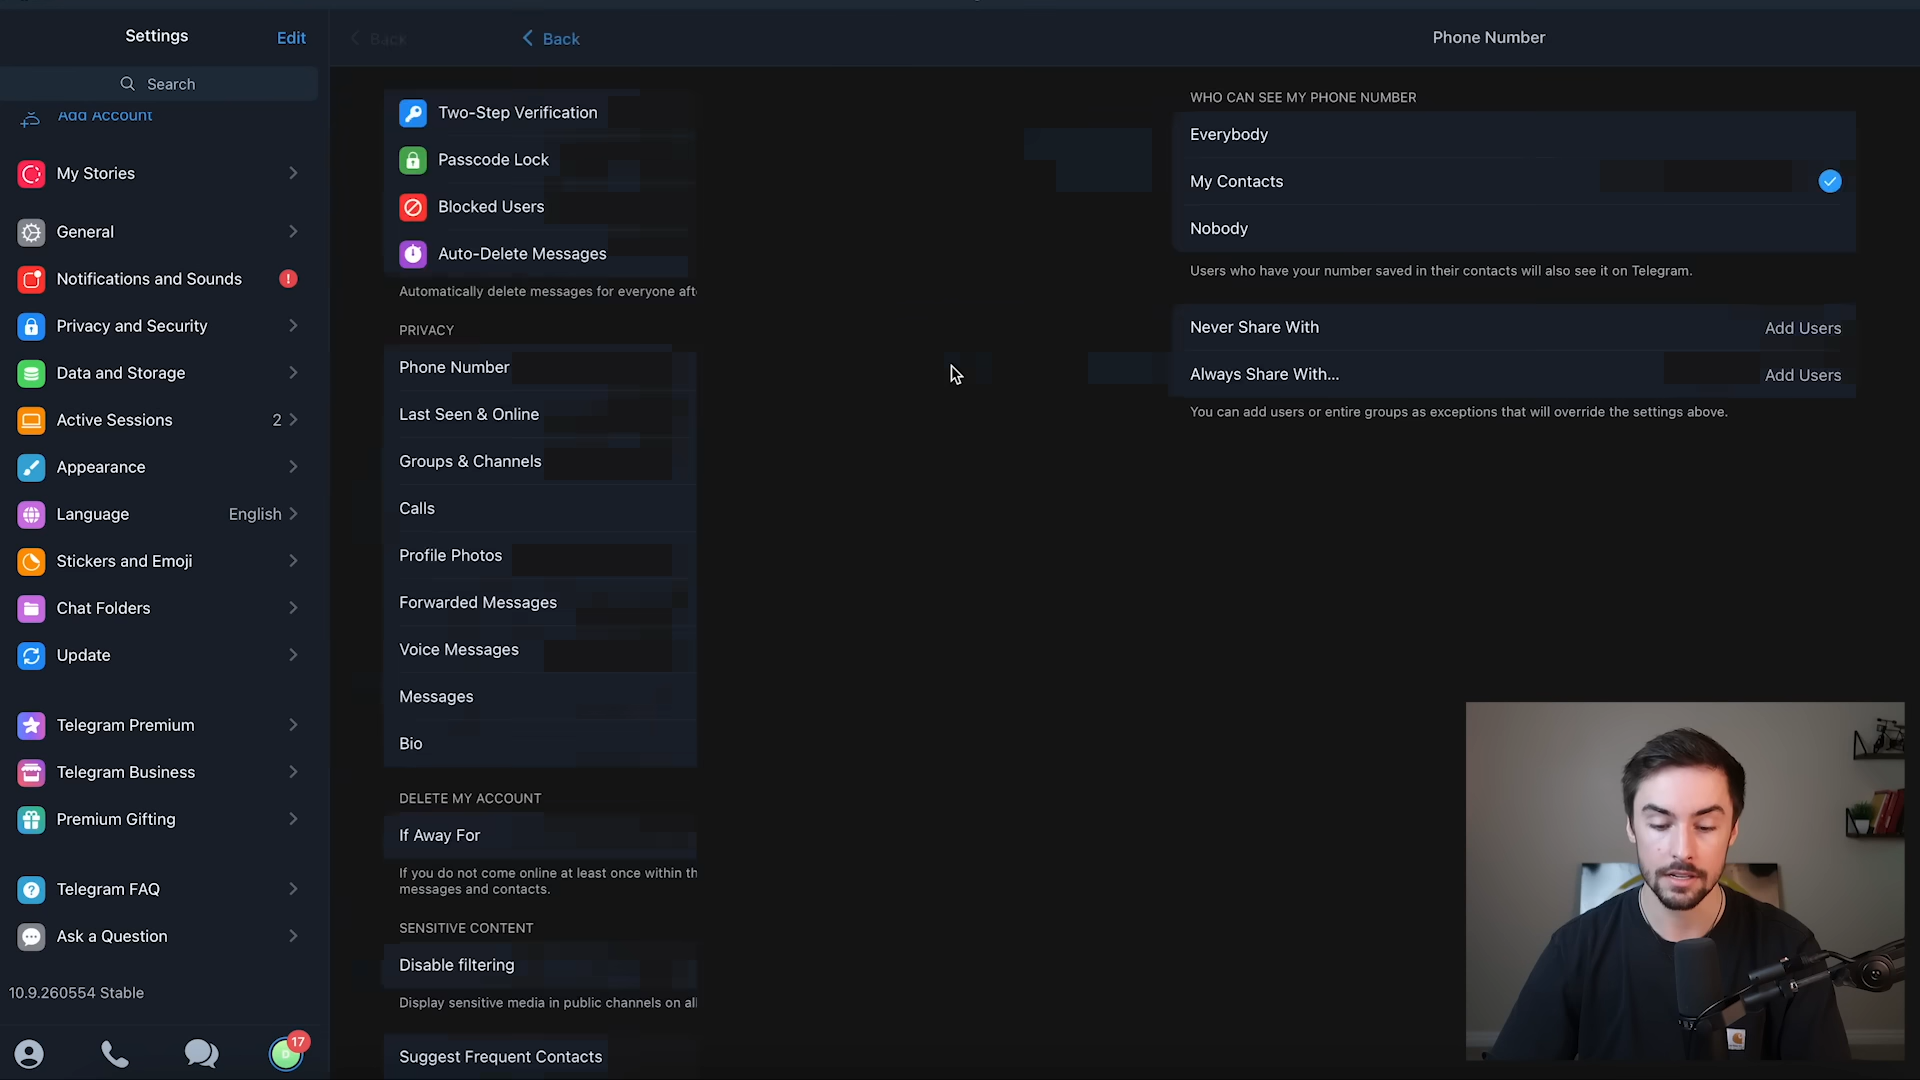 Settings
Edit
Search
Add Account
My Stories
General
Notifications and Sounds
!
Privacy and Security
Data and Storage
Active Sessions
2
Appearance
Language
English
Stickers and Emoji
Chat Folders
Update
Telegram Premium
Telegram Business
Premium Gifting
Telegram FAQ
Ask a Question
10.9.260554 Stable
17
Back
Back
Two-Step Verification
Passcode Lock
Blocked Users
Auto-Delete Messages
Automatically delete messages for everyone aft
PRIVACY
Phone Number
Last Seen & Online
Groups & Channels
Calls
Profile Photos
Forwarded Messages
Voice Messages
Messages
Bio
DELETE MY ACCOUNT
If Away For
If you do not come online at least once within th
messages and contacts.
SENSITIVE CONTENT
Disable filtering
Display sensitive media in public channels on al
Suggest Frequent Contacts
Phone Number
WHO CAN SEE MY PHONE NUMBER
Everybody
My Contacts
Nobody
Users who have your number saved in their contacts will also see it on Telegram.
Never Share With
Add Users
Always Share With...
Add Users
You can add users or entire groups as exceptions that will override the settings above.